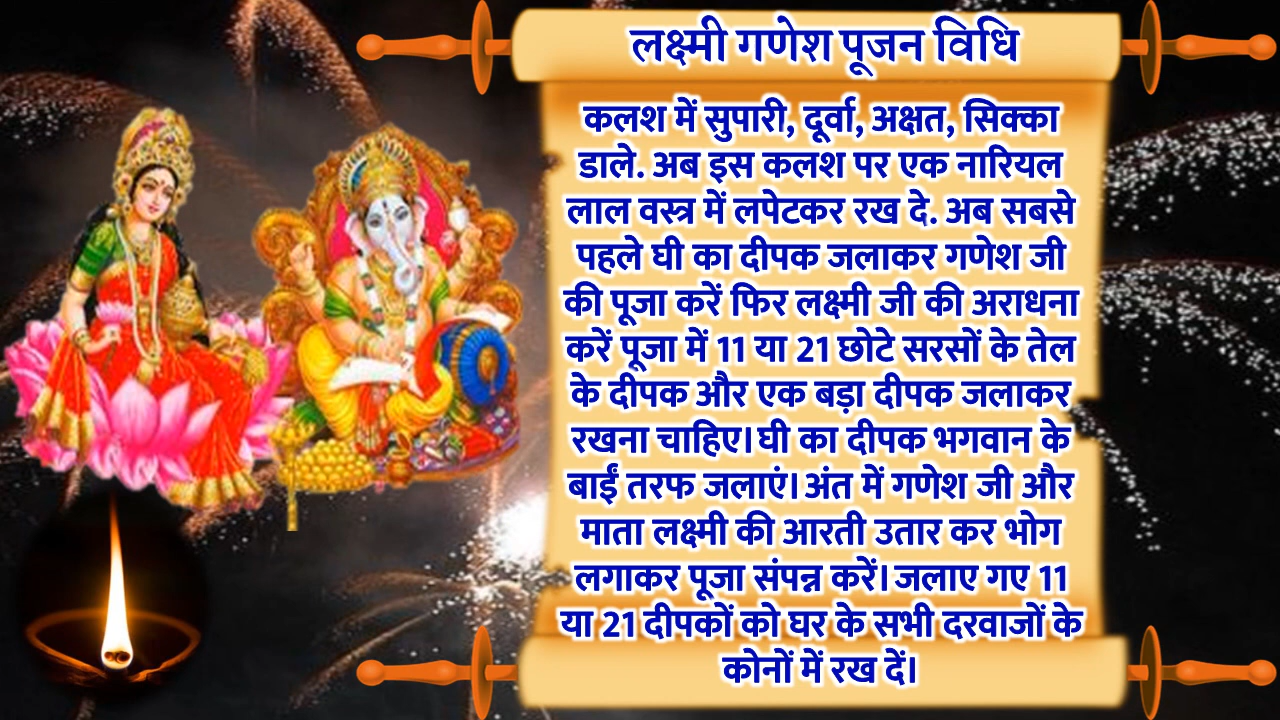 लक्ष्मी गणेश पूजन विधि
कलश में सुपारी, दूर्वा, अक्षत, सिक्का
डाले. अब इस कलश पर एक नारियल
लाल वस्त्र में लपेटकर रख दे. अब सबसे
पहले घी का दीपक जलाकर गणेश जी
की पूजा करें फिर लक्ष्मी जी की अराधना
करें पूजा में 11 या 21 छोटे सरसों के तेल
के दीपक और एक बड़ा दीपक जलाकर
रखना चाहिए। घी का दीपक भगवान के
बाईं तरफ जलाएं। अंत में गणेश जी और
माता लक्ष्मी की आरती उतार कर भोग
लगाकर पूजा संपन्न करें। जलाए गए 11
या 21 दीपकों को घर के सभी दरवाजों के
कोनों में रख दें।